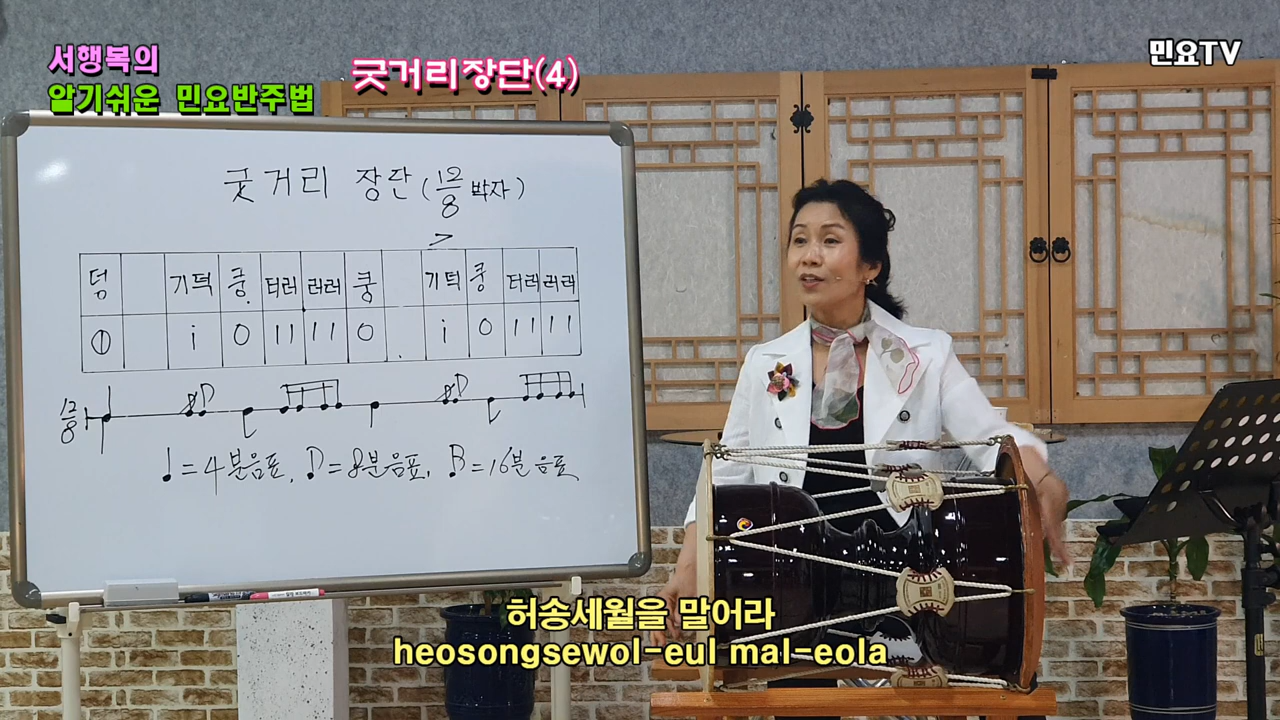 서행복의
알기쉬운 민요반주법
굿거리장단(4)
민요TV
굿거리 장단 (12/8 박자)
>
덩 기덕 쿵 더러 러러 쿵 기덕 쿵 더러 러러
① i 0 11 11 0 i 0 11 11
12/8
♩=4분음표. ♪=8분음표. ♬=16분음표
허송세월을 말어라
heosongsewol-eul mal-eola